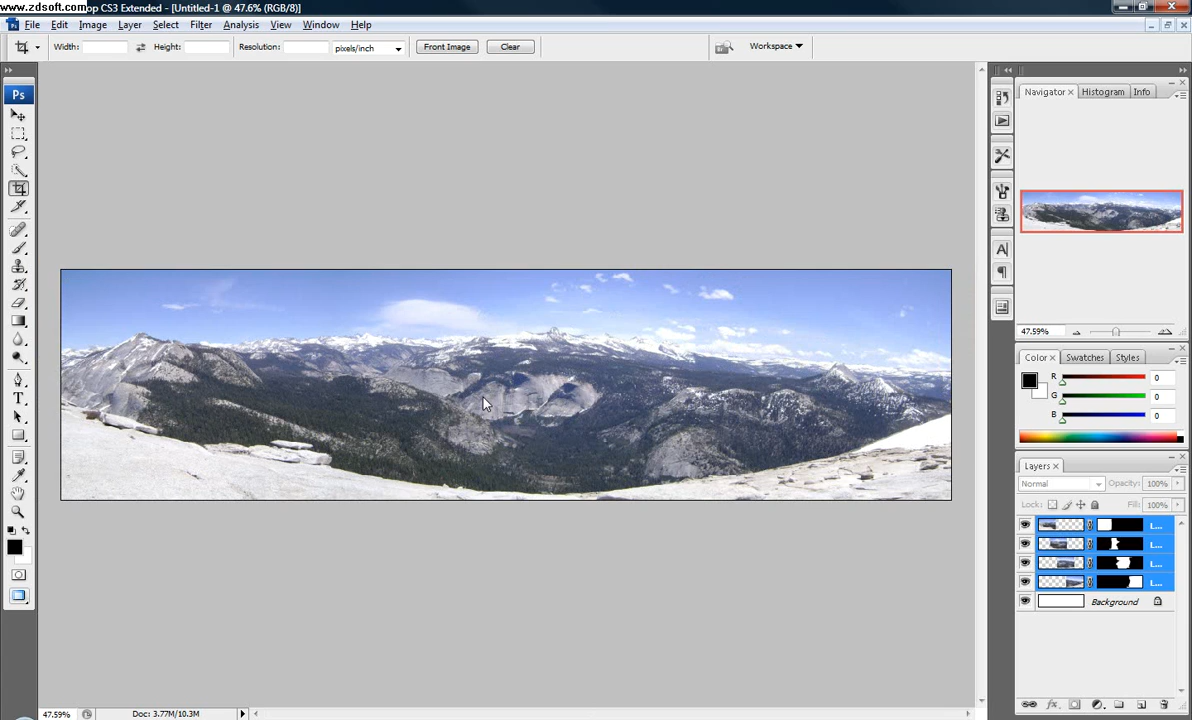 www.zdsoft.com
op CS3 Extended - [Untitled-1 @ 47.6% (RGB/8)]
File Edit Image Layer Select Filter Analysis View Window Help
Width: Height: Resolution: pixels/inch Front Image Clear Workspace
Ps
Navigator Histogram Info
47.59%
Color Swatches Styles
R 0
G 0
B 0
Layers
Normal Opacity: 100%
Lock: Fill: 100%
L...
L...
L...
L...
Background
47.59% Doc: 3.77M/10.3M